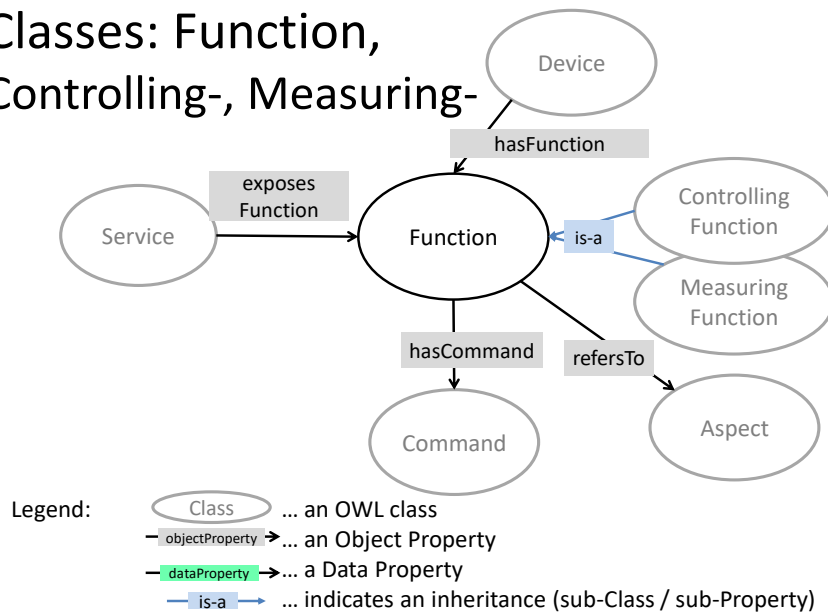 Classes: Function,
Controlling-, Measuring-
Device
hasFunction
exposes
Function
Controlling
Function
Service
Function
is-a
Measuring
Function
hasCommand
refersTo
Command
Aspect
Legend:
Class ... an OWL class
objectProperty ... an Object Property
dataProperty ... a Data Property
is-a ... indicates an inheritance (sub-Class / sub-Property)